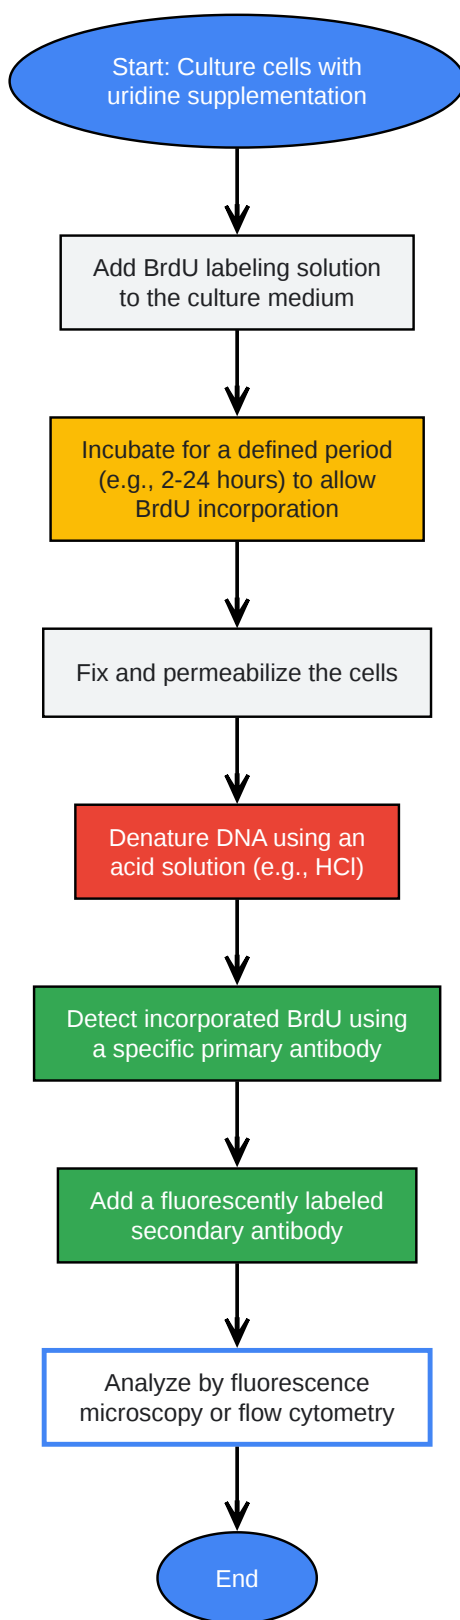 Start: Culture cells with
uridine supplementation
Add BrdU labeling solution
to the culture medium
Incubate for a defined period
(e.g., 2-24 hours) to allow
BrdU incorporation
Fix and permeabilize the cells
Denature DNA using an
acid solution (e.g., HCl)
Detect incorporated BrdU using
a specific primary antibody
Add a fluorescently labeled
secondary antibody
Analyze by fluorescence
microscopy or flow cytometry
End